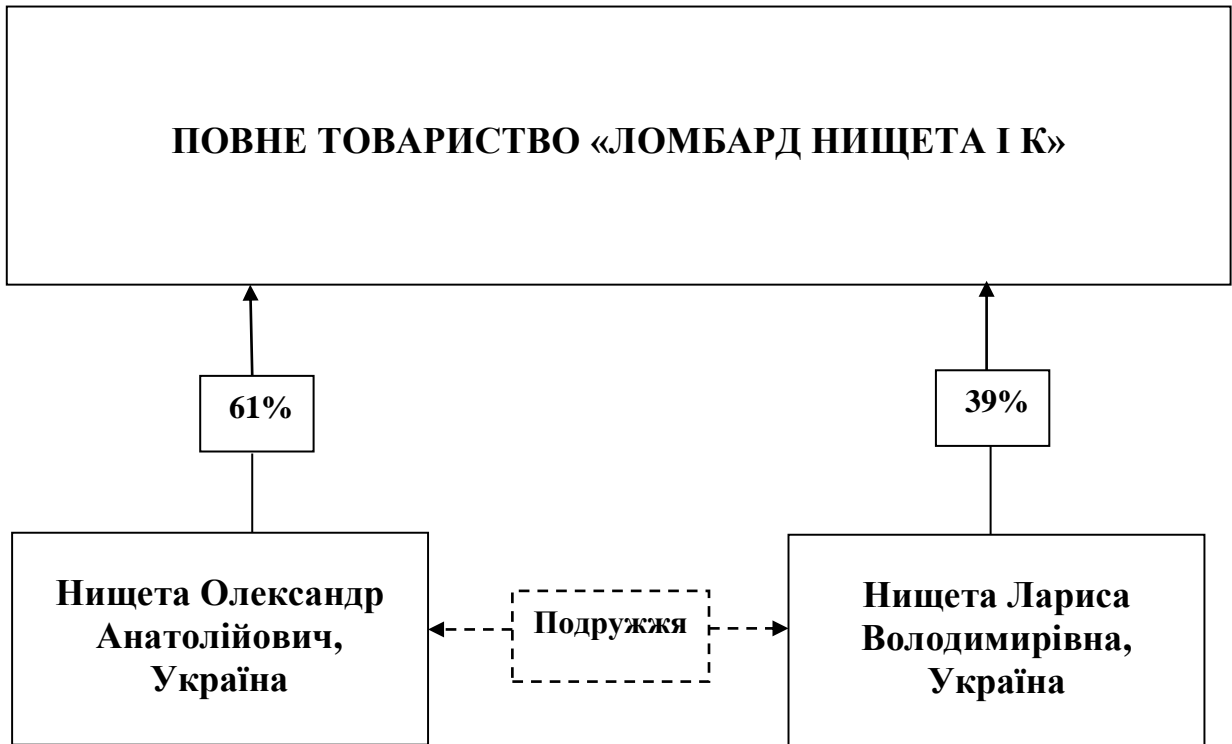 ПОВНЕ ТОВАРИСТВО «ЛОМБАРД НИЩЕТА І К»
61%
39%
Нищета Олександр
Анатолійович,
Україна
Подружжя
Нищета Лариса
Володимирівна,
Україна